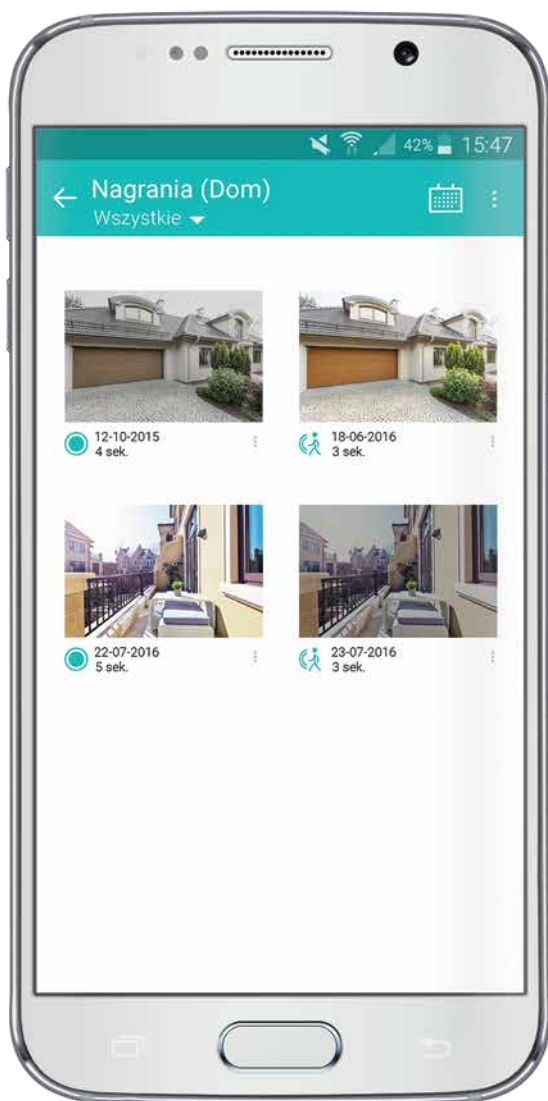 42% 15:47
Nagrania (Dom)
Wszystkie
12-10-2015
4 sek.
18-06-2016
3 sek.
22-07-2016
5 sek.
23-07-2016
3 sek.